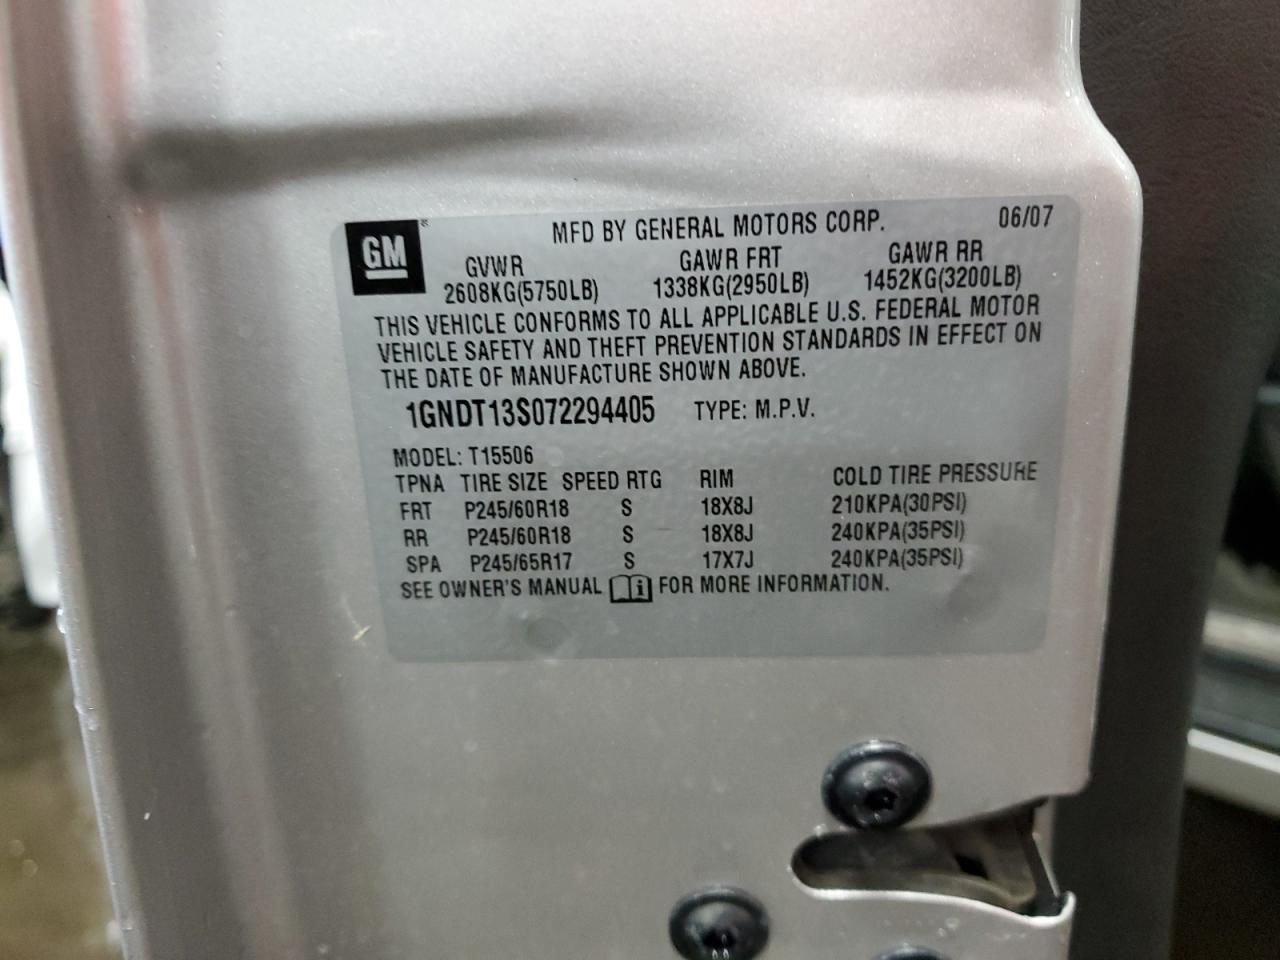 GM ® MFD BY GENERAL MOTORS CORP. 06/07
GVWR GAWR FRT GAWR RR
2608KG(5750LB) 1338KG(2950LB) 1452KG(3200LB)
THIS VEHICLE CONFORMS TO ALL APPLICABLE U.S. FEDERAL MOTOR
VEHICLE SAFETY AND THEFT PREVENTION STANDARDS IN EFFECT ON
THE DATE OF MANUFACTURE SHOWN ABOVE.
1GNDT13S072294405 TYPE: M.P.V.
MODEL: T15506
TPNA TIRE SIZE SPEED RTG RIM COLD TIRE PRESSURE
FRT P245/60R18 S 18X8J 210KPA(30PSI)
RR P245/60R18 S 18X8J 240KPA(35PSI)
SPA P245/65R17 S 17X7J 240KPA(35PSI)
SEE OWNER'S MANUAL FOR MORE INFORMATION.